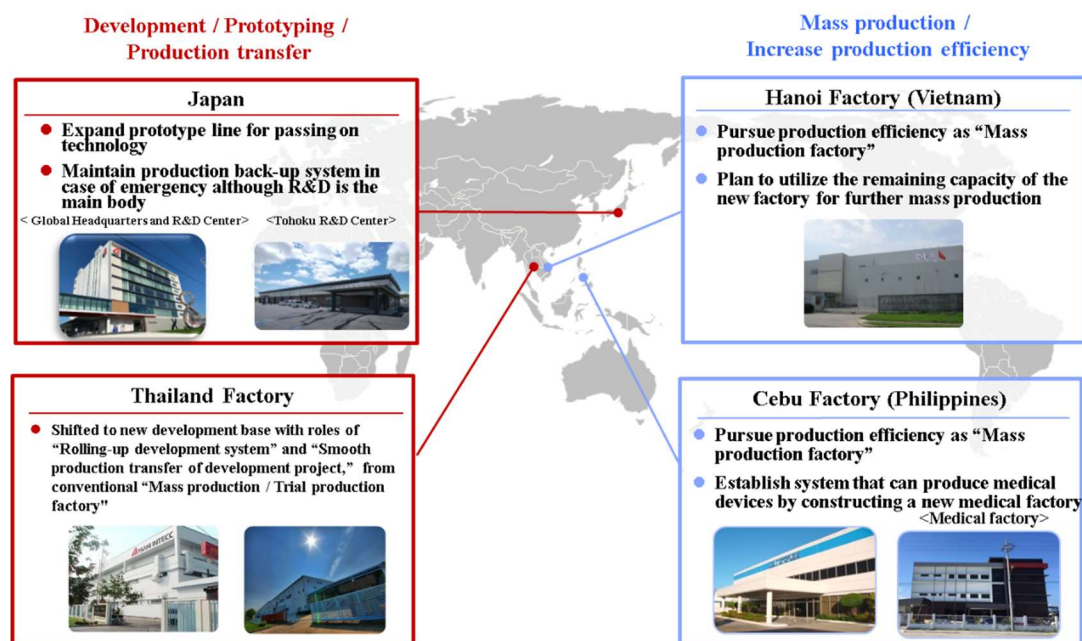 Development / Prototyping /
Production transfer
Japan
● Expand prototype line for passing on
technology
● Maintain production back-up system in
case of emergency although R&D is the
main body
< Global Headquarters and R&D Center>
<Tohoku R&D Center>
Thailand Factory
● Shifted to new development base with roles of
“Rolling-up development system” and “Smooth
production transfer of development project,” from
conventional “Mass production / Trial production
factory"
ASAHI INTECC
Mass production /
Increase production efficiency
Hanoi Factory (Vietnam)
● Pursue production efficiency as “Mass
production factory”
● Plan to utilize the remaining capacity of the
new factory for further mass production
Cebu Factory (Philippines)
● Pursue production efficiency as “Mass
production factory”
● Establish system that can produce medical
devices by constructing a new medical factory
<Medical factory>